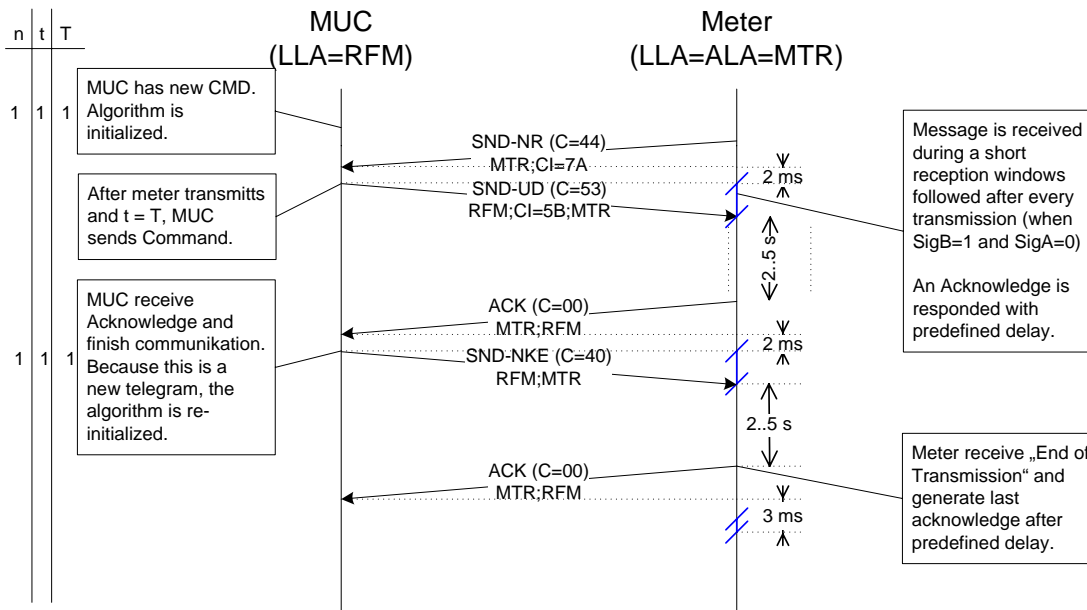 n t T
MUC
(LLA=RFM)
Meter
(LLA=ALA=MTR)
1 1 1
MUC has new CMD.
Algorithm is
initialized.
SND-NR (C=44)
MTR;CI=7A
2 ms
Message is received
during a short
reception windows
followed after every
transmission (when
SigB=1 and SigA=0)
An Acknowledge is
responded with
predefined delay.
After meter transmitts
and t = T, MUC
sends Command.
SND-UD (C=53)
RFM;CI=5B;MTR
2..5 s
MUC receive
Acknowledge and
finish communikation.
Because this is a
new telegram, the
algorithm is re-
initialized.
ACK (C=00)
MTR;RFM
2 ms
1 1 1
SND-NKE (C=40)
RFM;MTR
2..5 s
ACK (C=00)
MTR;RFM
3 ms
Meter receive „End of
Transmission“ and
generate last
acknowledge after
predefined delay.